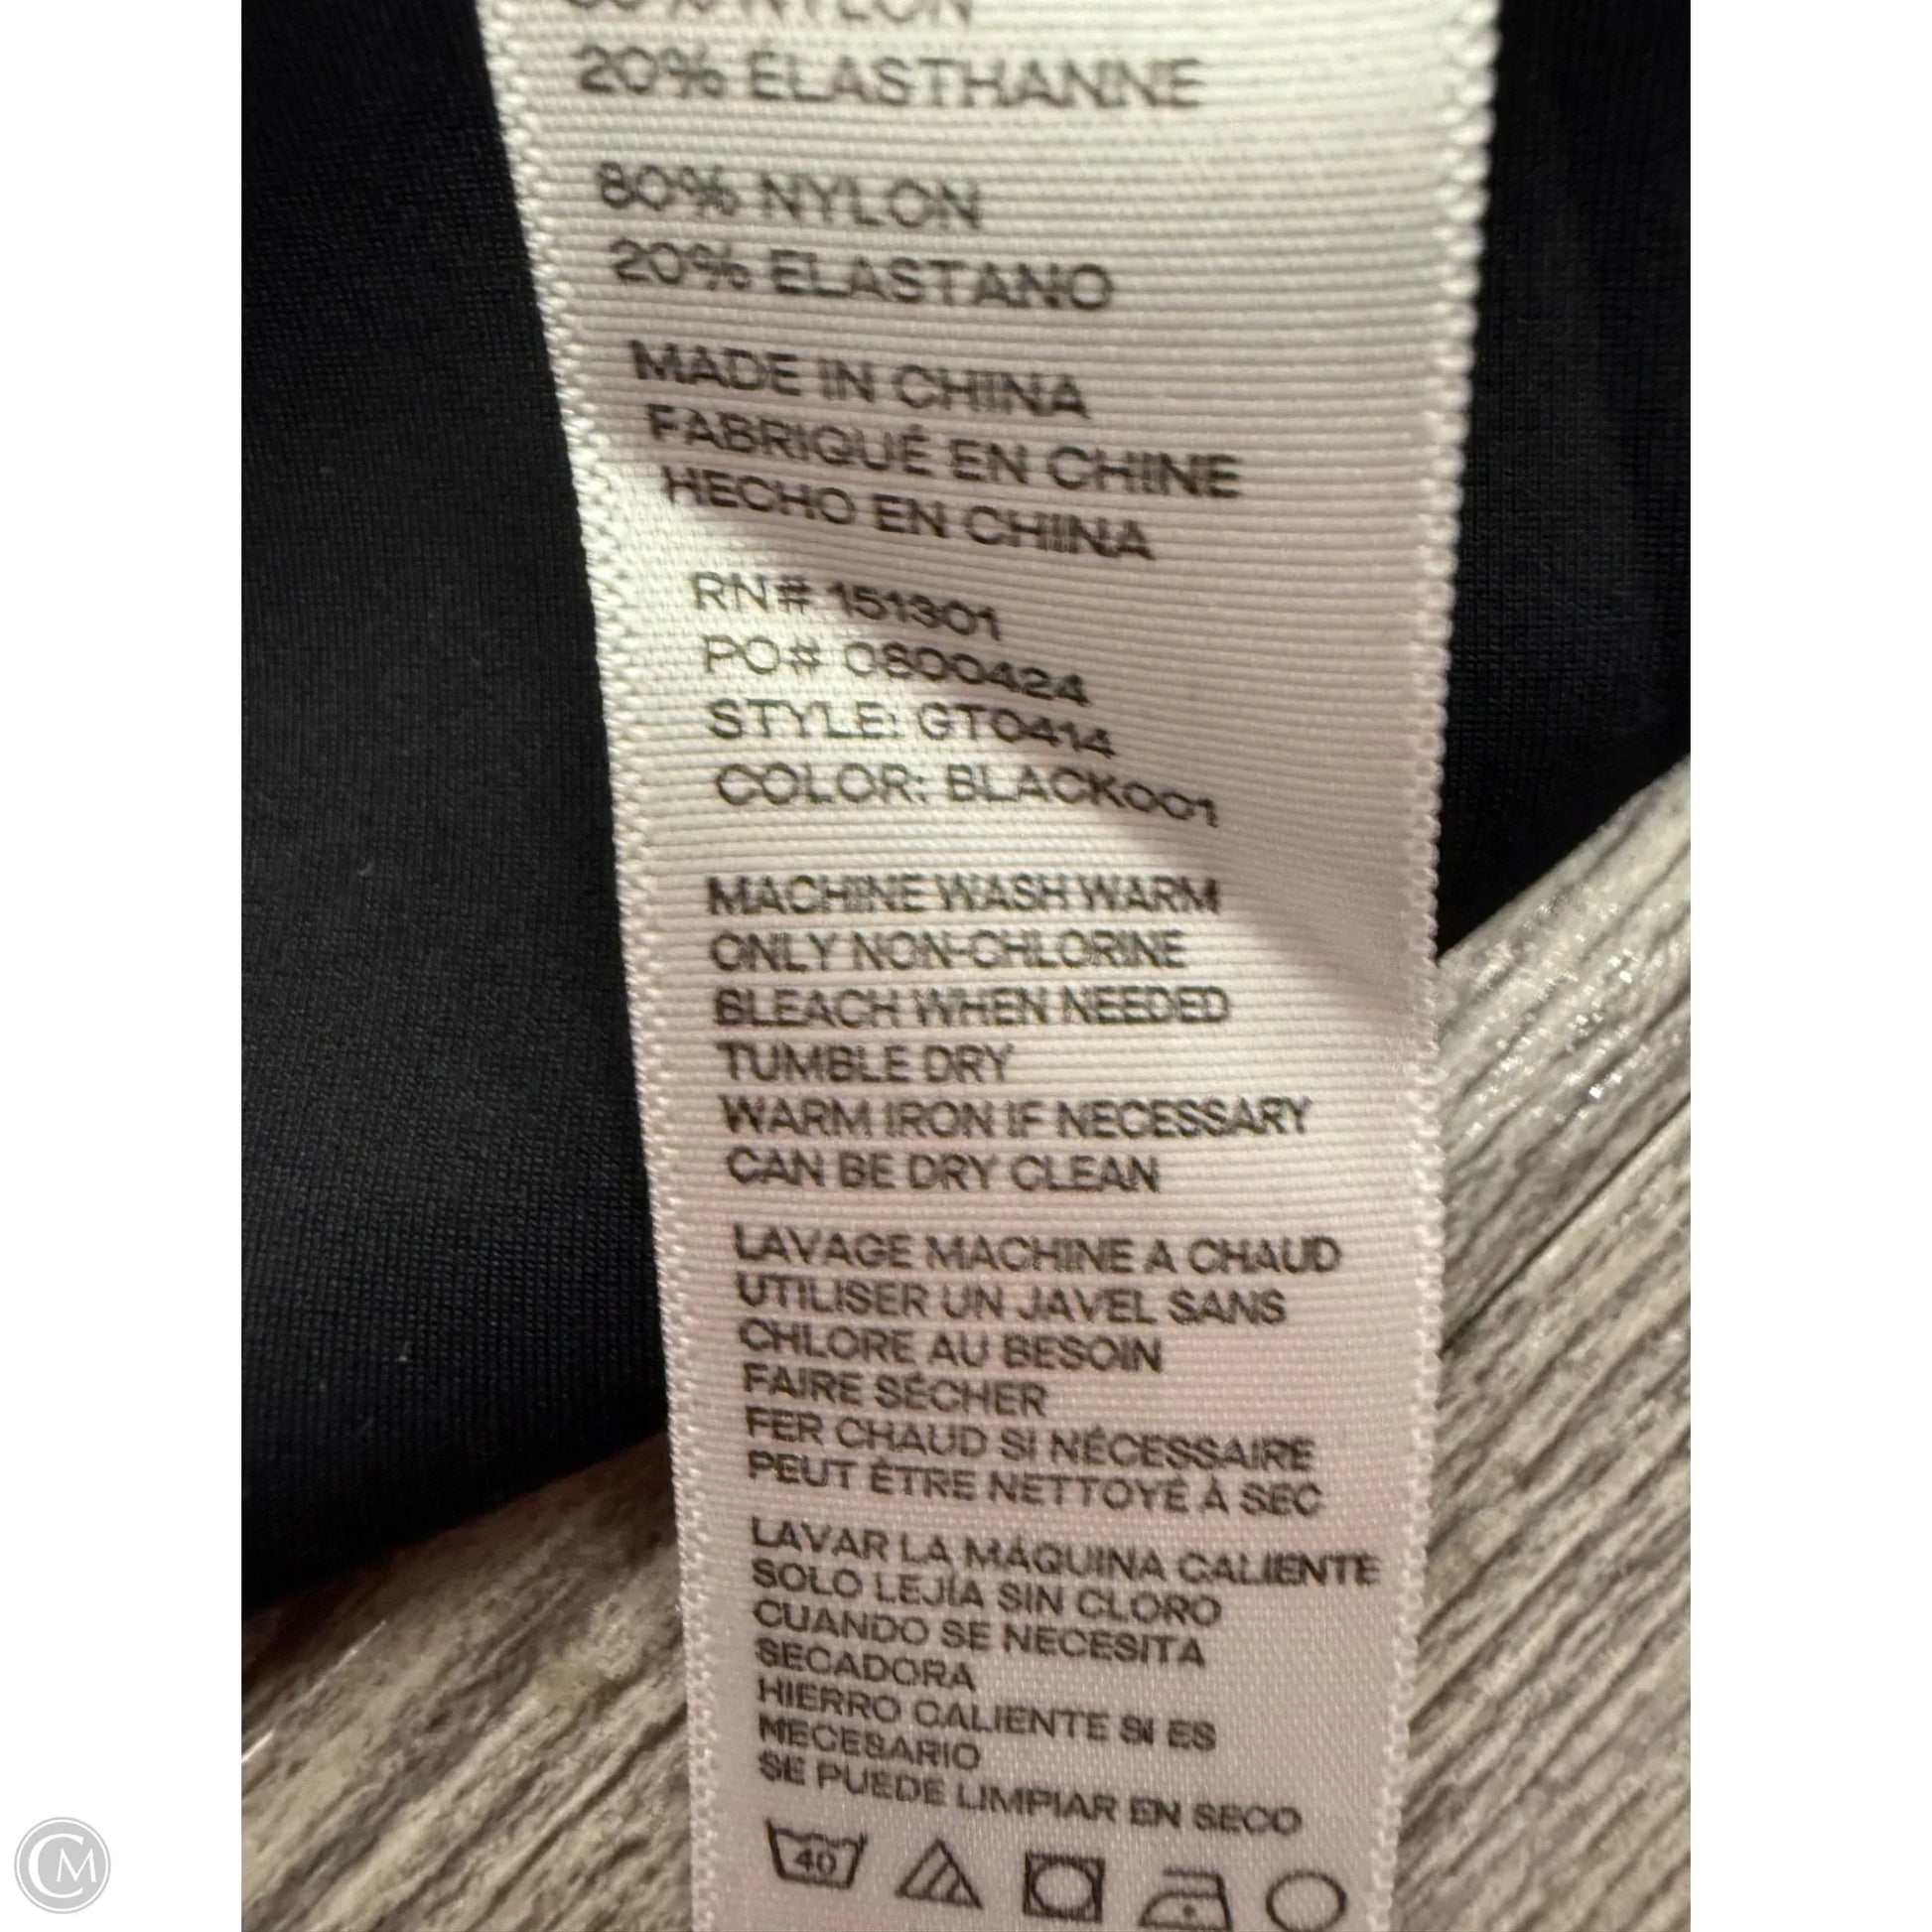 80% NYLON
20% ÉLASTHANNE
80% NYLON
20% ELASTANO
MADE IN CHINA
FABRIQUÉ EN CHINE
HECHO EN CHINA
RN# 151301
PO# 0800424
STYLE: GT0414
COLOR: BLACK001
MACHINE WASH WARM
ONLY NON-CHLORINE
BLEACH WHEN NEEDED
TUMBLE DRY
WARM IRON IF NECESSARY
CAN BE DRY CLEAN
LAVAGE MACHINE A CHAUD
UTILISER UN JAVEL SANS
CHLORE AU BESOIN
FAIRE SÉCHER
FER CHAUD SI NÉCESSAIRE
PEUT ÊTRE NETTOYÉ À SEC
LAVAR LA MÁQUINA CALIENTE
SOLO LEJÍA SIN CLORO
CUANDO SE NECESITA
SECADORA
HIERRO CALIENTE SI ES
NECESARIO
SE PUEDE LIMPIAR EN SECO
40
CM